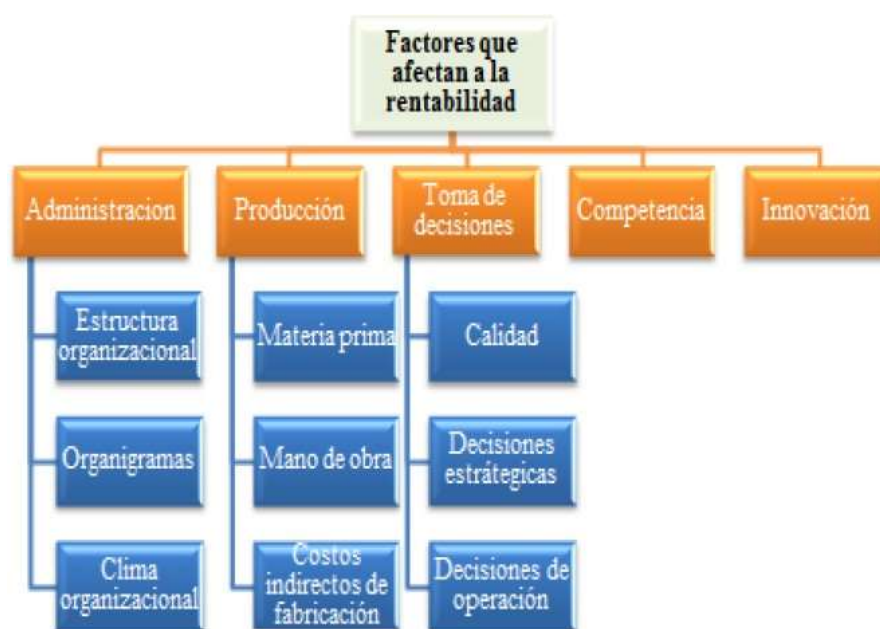 Factores que
afectan a la
rentabilidad
Administracion
Producción
Toma de
decisiones
Competencia
Innovación
Estructura
organizacional
Materia prima
Calidad
Organigramas
Mano de obra
Decisiones
estrátegicas
Clima
organizacional
Costos
indirectos de
fabricación
Decisiones de
operación